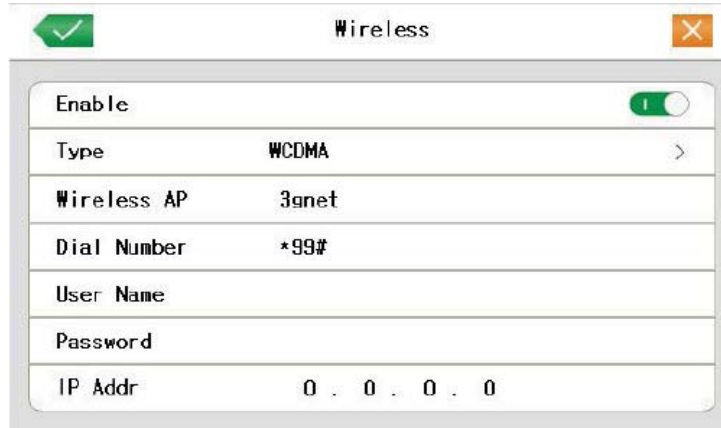 Wireless
Enable
Type WCDMA >
Wireless AP 3gnet
Dial Number *99#
User Name
Password
IP Addr 0 . 0 . 0 . 0